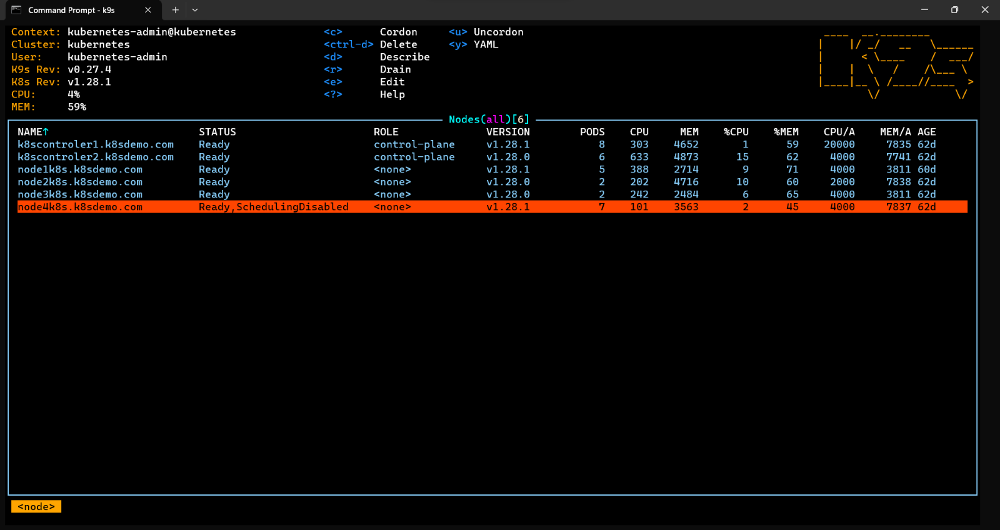 Command Prompt - k9s
Context: kubernetes-admin@kubernetes <c> Cordon <u> Uncordon
Cluster: kubernetes <ctrl-d> Delete <y> YAML
User: kubernetes-admin <d> Describe
K9s Rev: v0.27.4 <r> Drain
K8s Rev: v1.28.1 <e> Edit
CPU: 4% <?> Help
MEM: 59%
Nodes(all)[6]
NAME↑ STATUS ROLE VERSION PODS CPU MEM %CPU %MEM CPU/A MEM/A AGE
k8scontroler1.k8sdemo.com Ready control-plane v1.28.1 8 303 4652 1 59 20000 7835 62d
k8scontroler2.k8sdemo.com Ready control-plane v1.28.0 6 633 4873 15 62 4000 7741 62d
node1k8s.k8sdemo.com Ready <none> v1.28.1 5 388 2714 9 71 4000 3811 60d
node2k8s.k8sdemo.com Ready <none> v1.28.0 2 202 4716 10 60 2000 7838 62d
node3k8s.k8sdemo.com Ready <none> v1.28.0 2 242 2484 6 65 4000 3811 62d
node4k8s.k8sdemo.com Ready,SchedulingDisabled <none> v1.28.1 7 101 3563 2 45 4000 7837 62d
<node>